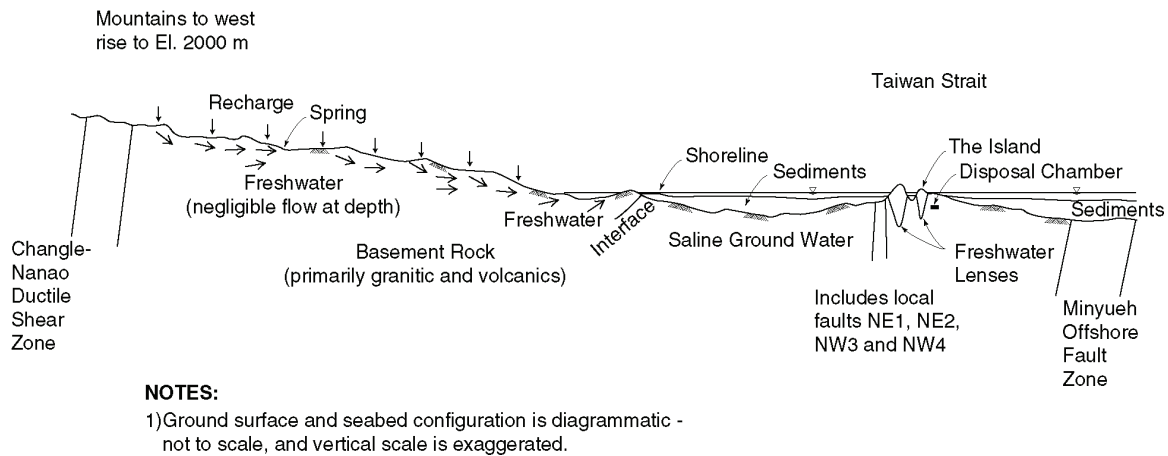 Mountains to west
rise to El. 2000 m
Taiwan Strait
Recharge
Spring
The Island
Shoreline
Disposal Chamber
Sediments
Freshwater
(negligible flow at depth)
Freshwater
Interface
Sediments
Saline Ground Water
Changle-
Nanao
Ductile
Shear
Zone
Basement Rock
(primarily granitic and volcanics)
Freshwater
Lenses
Includes local
faults NE1, NE2,
NW3 and NW4
Minyueh
Offshore
Fault
Zone
NOTES:
1)Ground surface and seabed configuration is diagrammatic -
not to scale, and vertical scale is exaggerated.